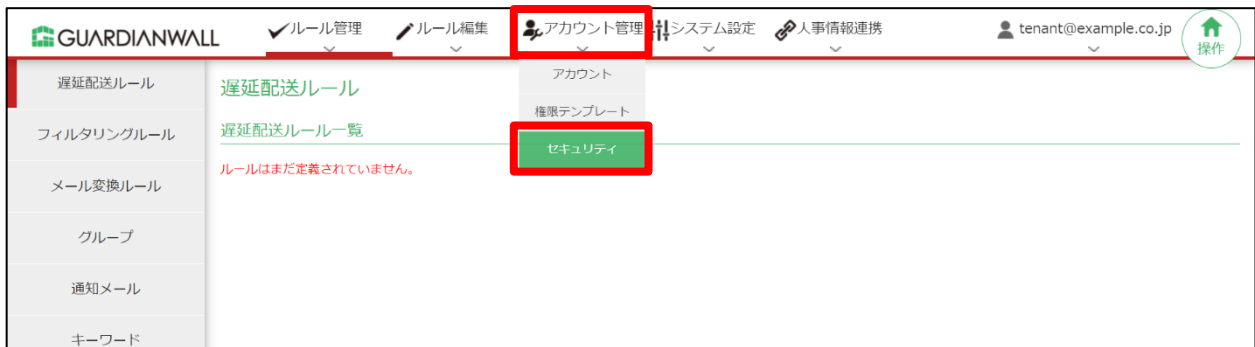 GUARDIANWALL
ルール管理
ルール編集
アカウント管理
システム設定
人事情報連携
tenant@example.co.jp
操作
遅延配送ルール
フィルタリングルール
メール変換ルール
グループ
通知メール
キーワード
アカウント
権限テンプレート
セキュリティ
遅延配送ルール
遅延配送ルール一覧
ルールはまだ定義されていません。